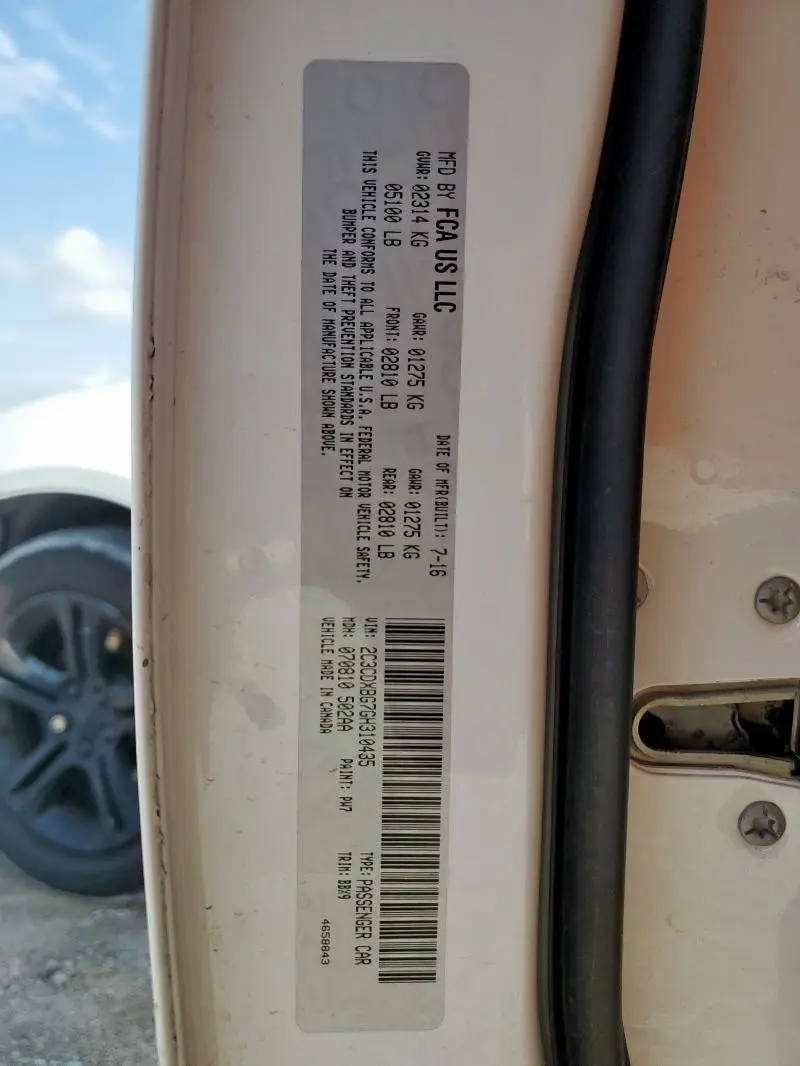 MFD BY FCA US LLC DATE OF MFR(BUILT): 7-16
GVWR: 02314 KG GAWR: 01275 KG GAWR: 01275 KG
05100 LB FRONT: 02810 LB REAR: 02810 LB
THIS VEHICLE CONFORMS TO ALL APPLICABLE U.S.A. FEDERAL MOTOR VEHICLE SAFETY,
BUMPER AND THEFT PREVENTION STANDARDS IN EFFECT ON
THE DATE OF MANUFACTURE SHOWN ABOVE.
VIN: 2C3CDXBG7GH310435 TYPE: PASSENGER CAR
MDH: 070810 502AA PAINT: PW7 TRIM: BBX9
VEHICLE MADE IN CANADA
4658843